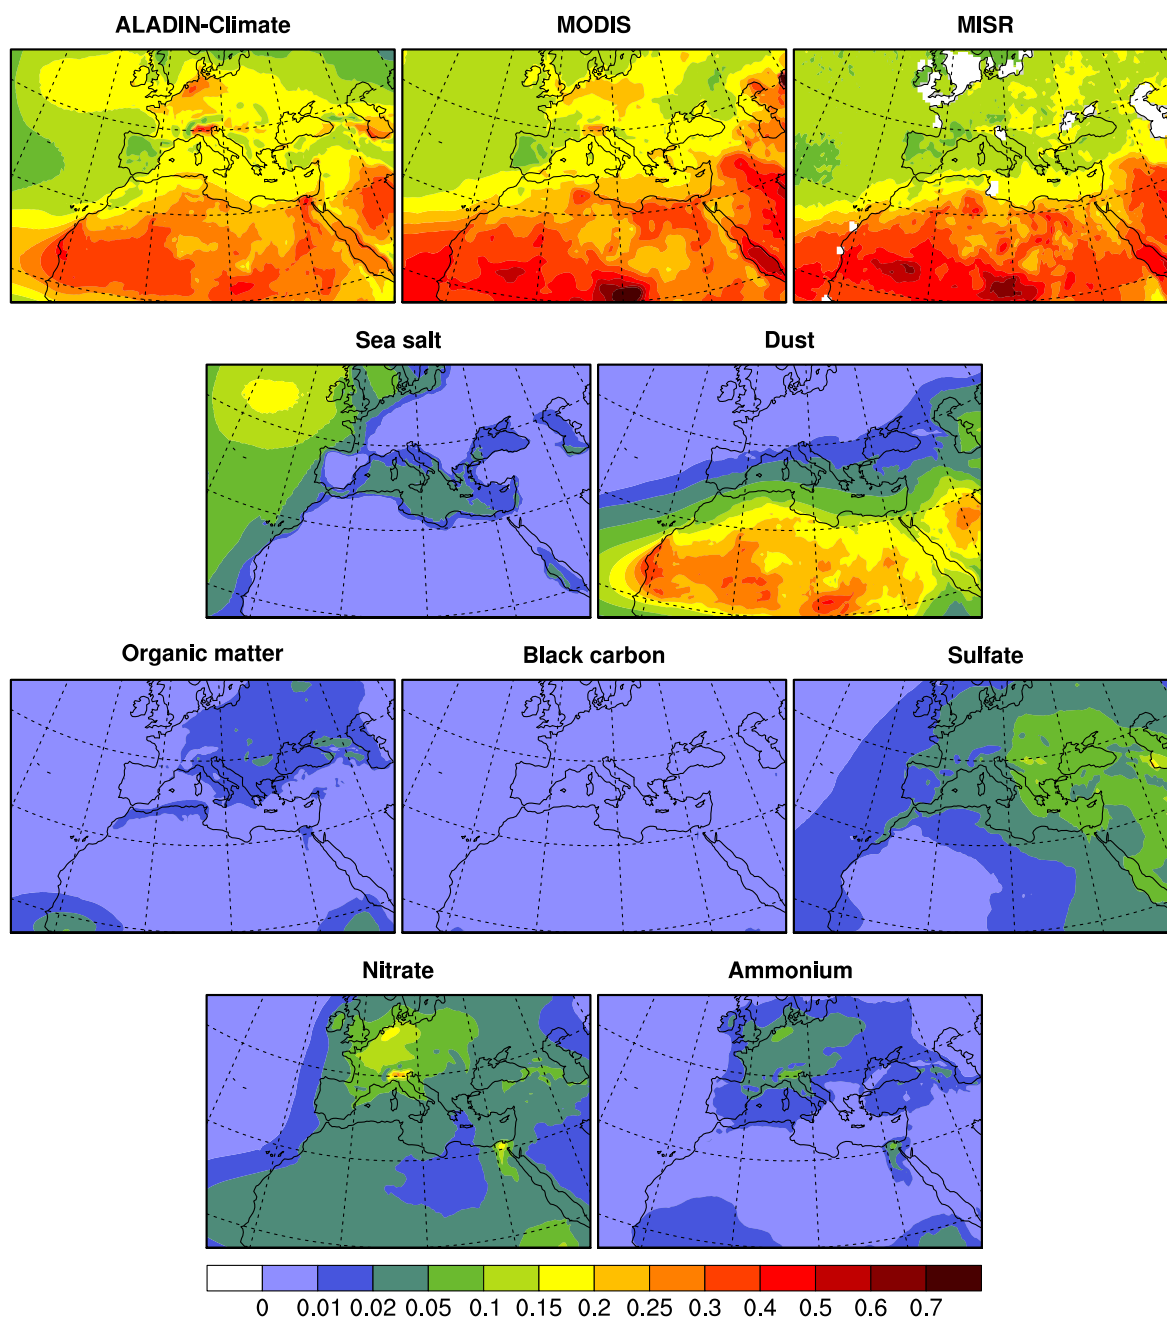 ALADIN-Climate MODIS MISR
Sea salt Dust
Organic matter Black carbon Sulfate
Nitrate Ammonium
0 0.01 0.02 0.05 0.1 0.15 0.2 0.25 0.3 0.4 0.5 0.6 0.7